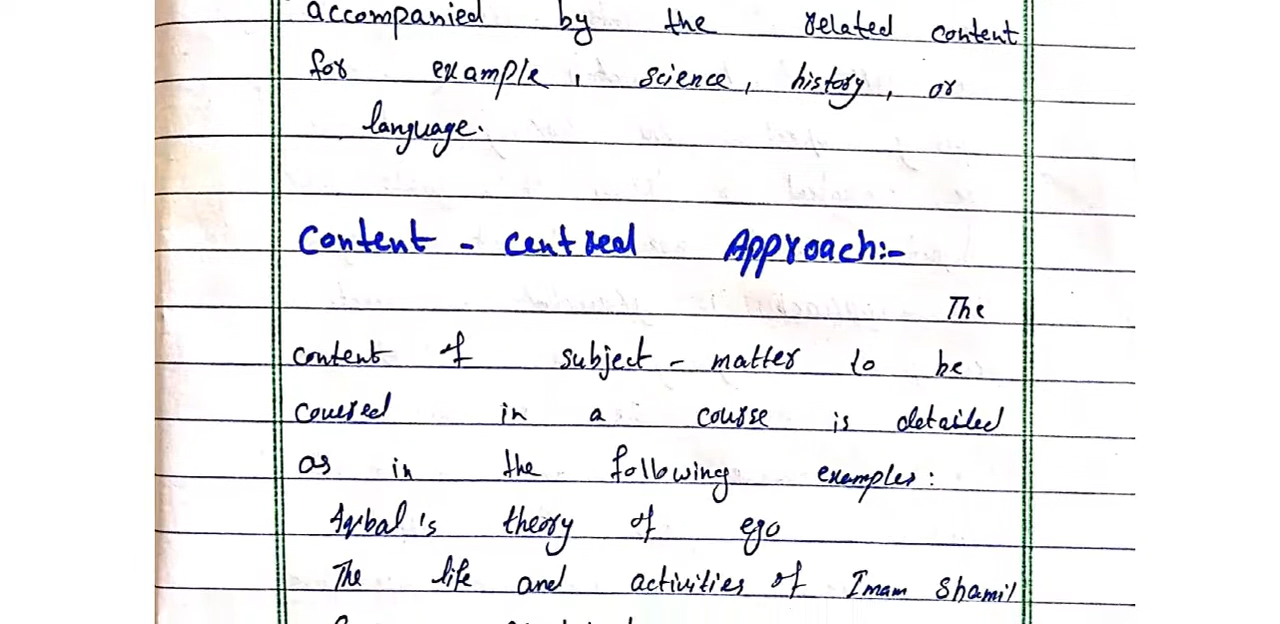 accompanied by the related content
for example, science, history, or
language.
Content - centred Approach:-
The
content of subject - matter to be
covered in a course is detailed
as in the following examples:
Iqbal's theory of ego
The life and activities of Imam Shamil